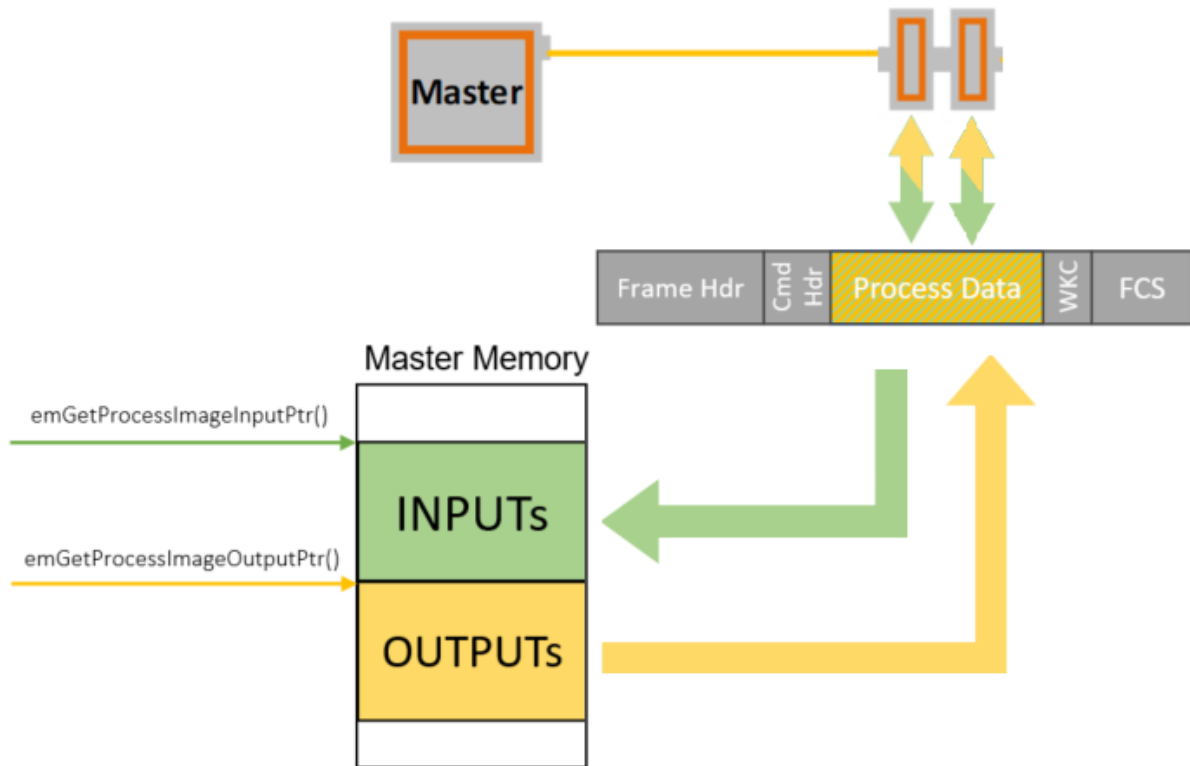 Master
Frame Hdr
Cmd
Hdr
Process Data
WKC
FCS
Master Memory
emGetProcessImageInputPtr()
INPUTs
emGetProcessImageOutputPtr()
OUTPUTs